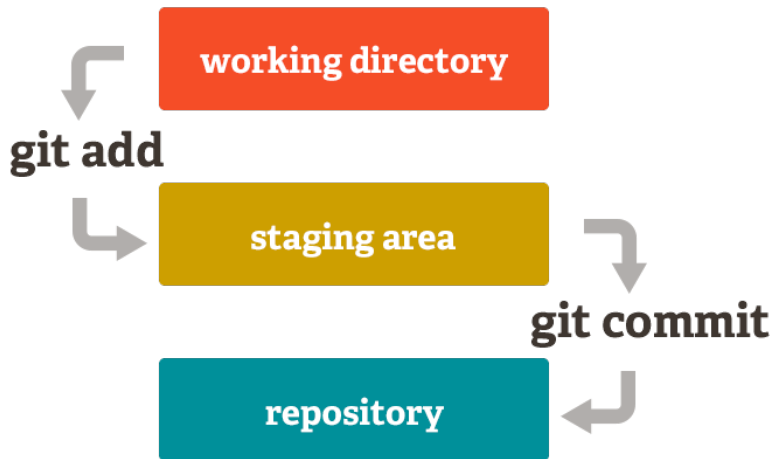 working directory
git add
staging area
git commit
repository